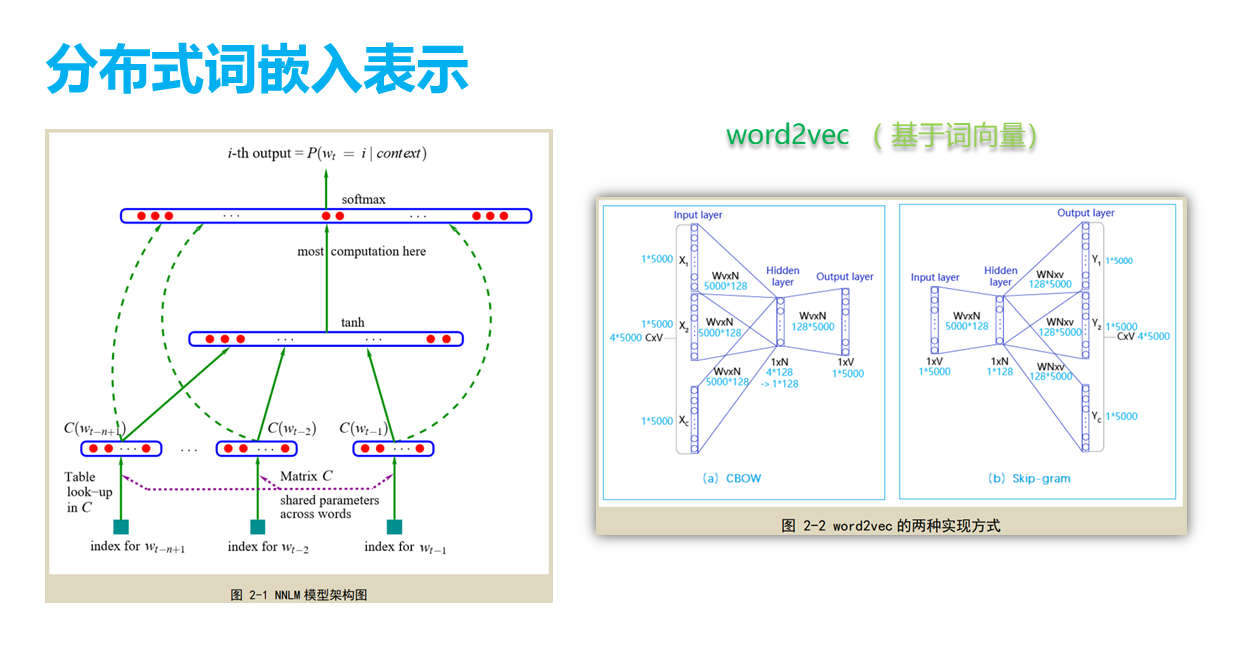 分布式词嵌入表示
i-th output = P(w_t = i | context)
softmax
...
...
most computation here
tanh
...
...
C(w_{t-n+1})
C(w_{t-2})
C(w_{t-1})
...
...
...
...
Table
look-up
in C
Matrix C
shared parameters
across words
index for w_{t-n+1}
index for w_{t-2}
index for w_{t-1}
图 2-1 NNLM 模型架构图
word2vec （基于词向量）
Input layer
1*5000 X_1
WvxN
5000*128
Hidden
layer
Output layer
1*5000 X_2
WvxN
5000*128
WvxN
128*5000
4*5000 CxV
WvxN
5000*128
1xN
4*128
-> 1*128
1xV
1*5000
1*5000 X_C
（a）CBOW
Output layer
Input layer
Hidden
layer
WNxv
128*5000
Y_1 1*5000
WvxN
5000*128
WNxv
128*5000
Y_2 1*5000
CxV 4*5000
1xV
1*5000
1xN
1*128
WNxv
128*5000
Y_C 1*5000
（b）Skip-gram
图 2-2 word2vec 的两种实现方式